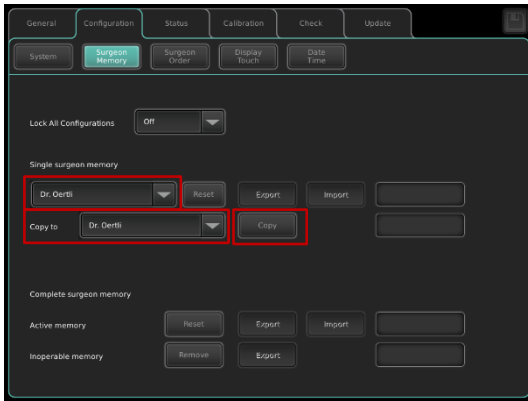 General Configuration Status Calibration Check Update
System Surgeon Memory Surgeon Order Display Touch Date Time
Lock All Configurations Off
Single surgeon memory
Dr. Oertli Reset Export Import
Copy to Dr. Oertli Copy
Complete surgeon memory
Active memory Reset Export Import
Inoperable memory Remove Export